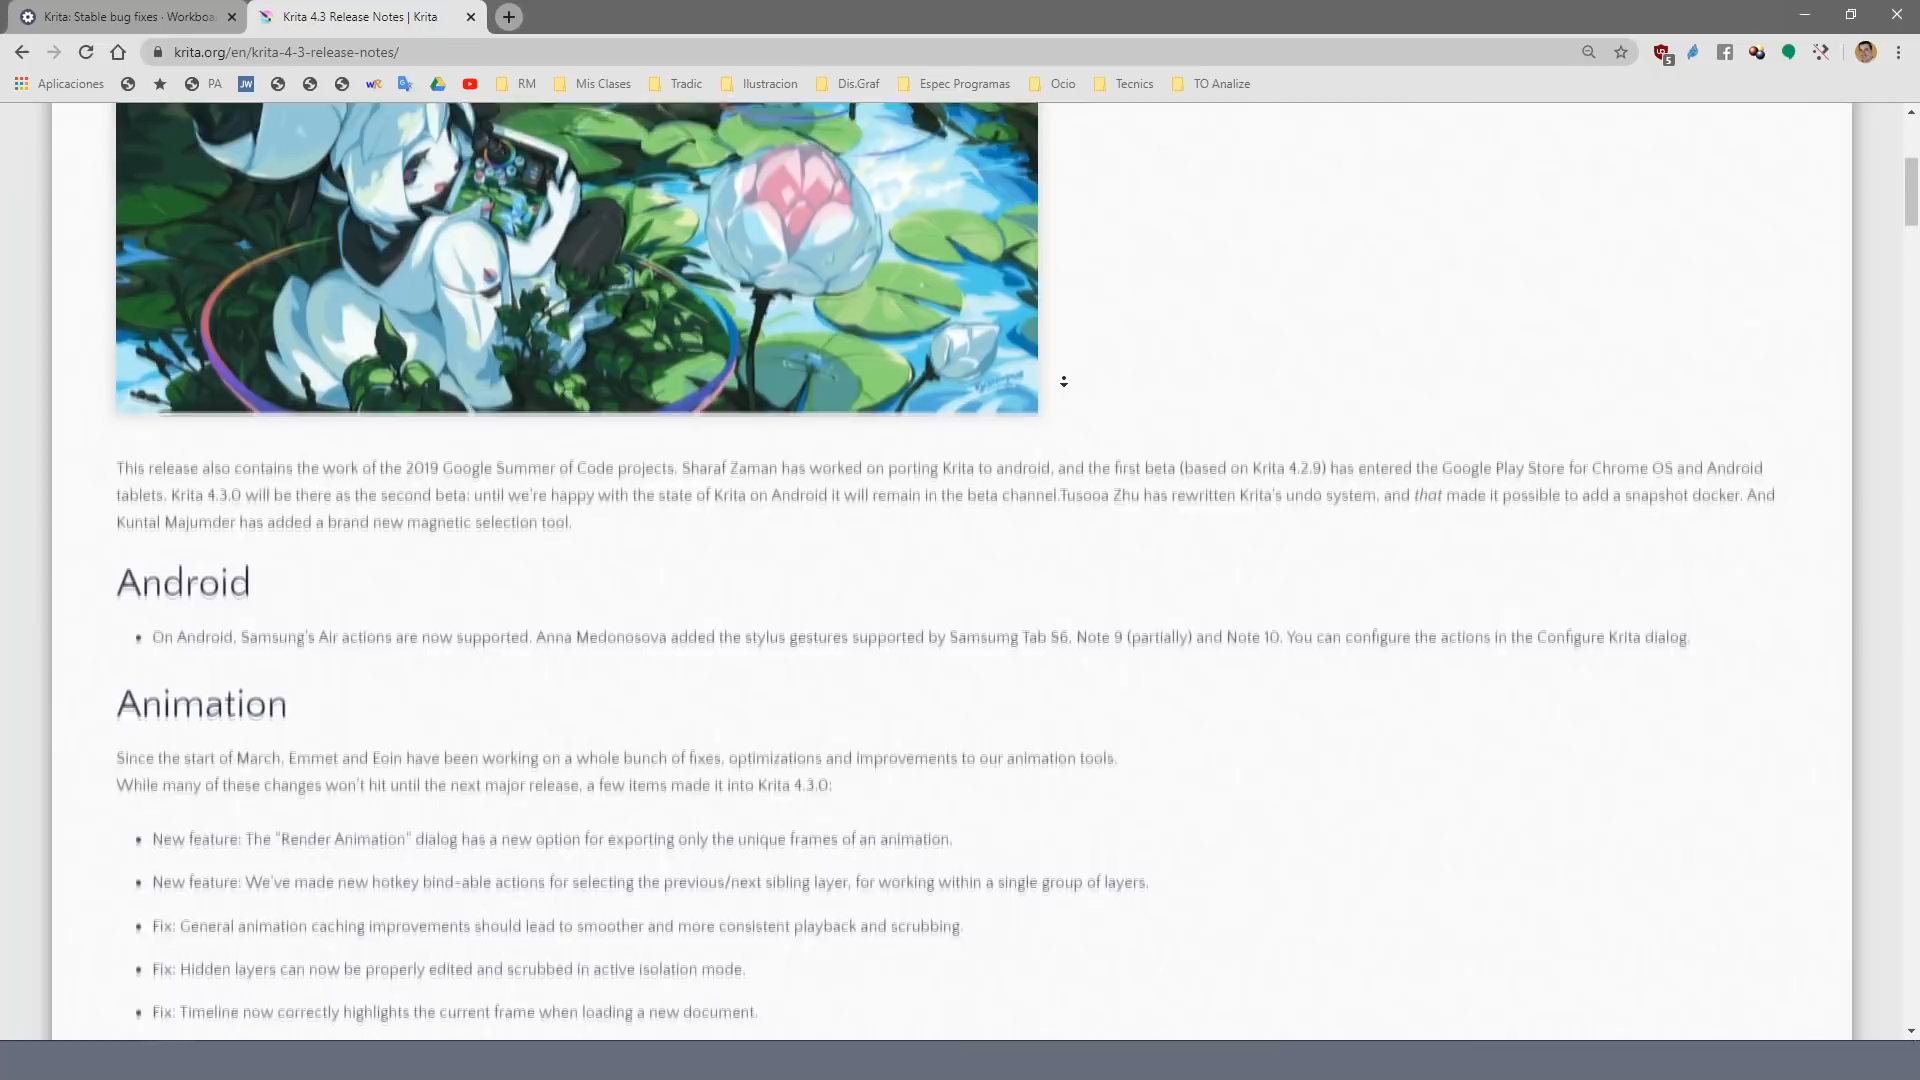 Krita: Stable bug fixes · Workboa
Krita 4.3 Release Notes | Krita
krita.org/en/krita-4-3-release-notes/
5
Aplicaciones PA JW RM Mis Clases Tradic Ilustracion Dis.Graf Espec Programas Ocio Tecnics TO Analize
This release also contains the work of the 2019 Google Summer of Code projects. Sharaf Zaman has worked on porting Krita to android, and the first beta (based on Krita 4.2.9) has entered the Google Play Store for Chrome OS and Android
tablets. Krita 4.3.0 will be there as the second beta: until we're happy with the state of Krita on Android it will remain in the beta channel.Tusooa Zhu has rewritten Krita's undo system, and that made it possible to add a snapshot docker. And
Kuntal Majumder has added a brand new magnetic selection tool.
Android
• On Android, Samsung's Air actions are now supported. Anna Medonosova added the stylus gestures supported by Samsumg Tab S6, Note 9 (partially) and Note 10. You can configure the actions in the Configure Krita dialog.
Animation
Since the start of March, Emmet and Eoin have been working on a whole bunch of fixes, optimizations and improvements to our animation tools.
While many of these changes won't hit until the next major release, a few items made it into Krita 4.3.0:
• New feature: The "Render Animation" dialog has a new option for exporting only the unique frames of an animation.
• New feature: We've made new hotkey bind-able actions for selecting the previous/next sibling layer, for working within a single group of layers.
• Fix: General animation caching improvements should lead to smoother and more consistent playback and scrubbing.
• Fix: Hidden layers can now be properly edited and scrubbed in active isolation mode.
• Fix: Timeline now correctly highlights the current frame when loading a new document.